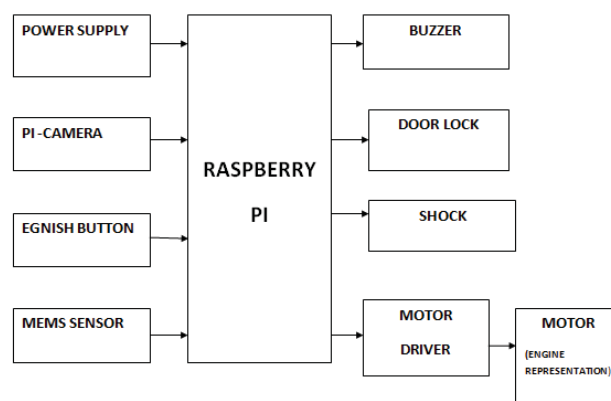 POWER SUPPLY
BUZZER
PI -CAMERA
DOOR LOCK
RASPBERRY
PI
EGNISH BUTTON
SHOCK
MEMS SENSOR
MOTOR
DRIVER
MOTOR
(ENGINE
REPRESENTATION)